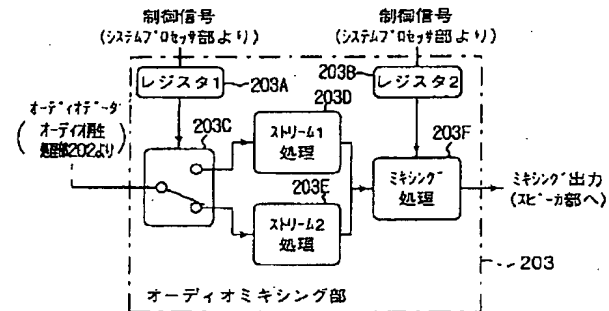 制御信号
(システムプロセッサ部より)
制御信号
(システムプロセッサ部より)
レジスタ1
203A
203B
レジスタ2
オーディオデータ
(オーディオ再生
処理部202より)
203C
203D
ストリーム1
処理
203E
ストリーム2
処理
203F
ミキシング
処理
ミキシング出力
(スピーカ部へ)
203
オーディオミキシング部